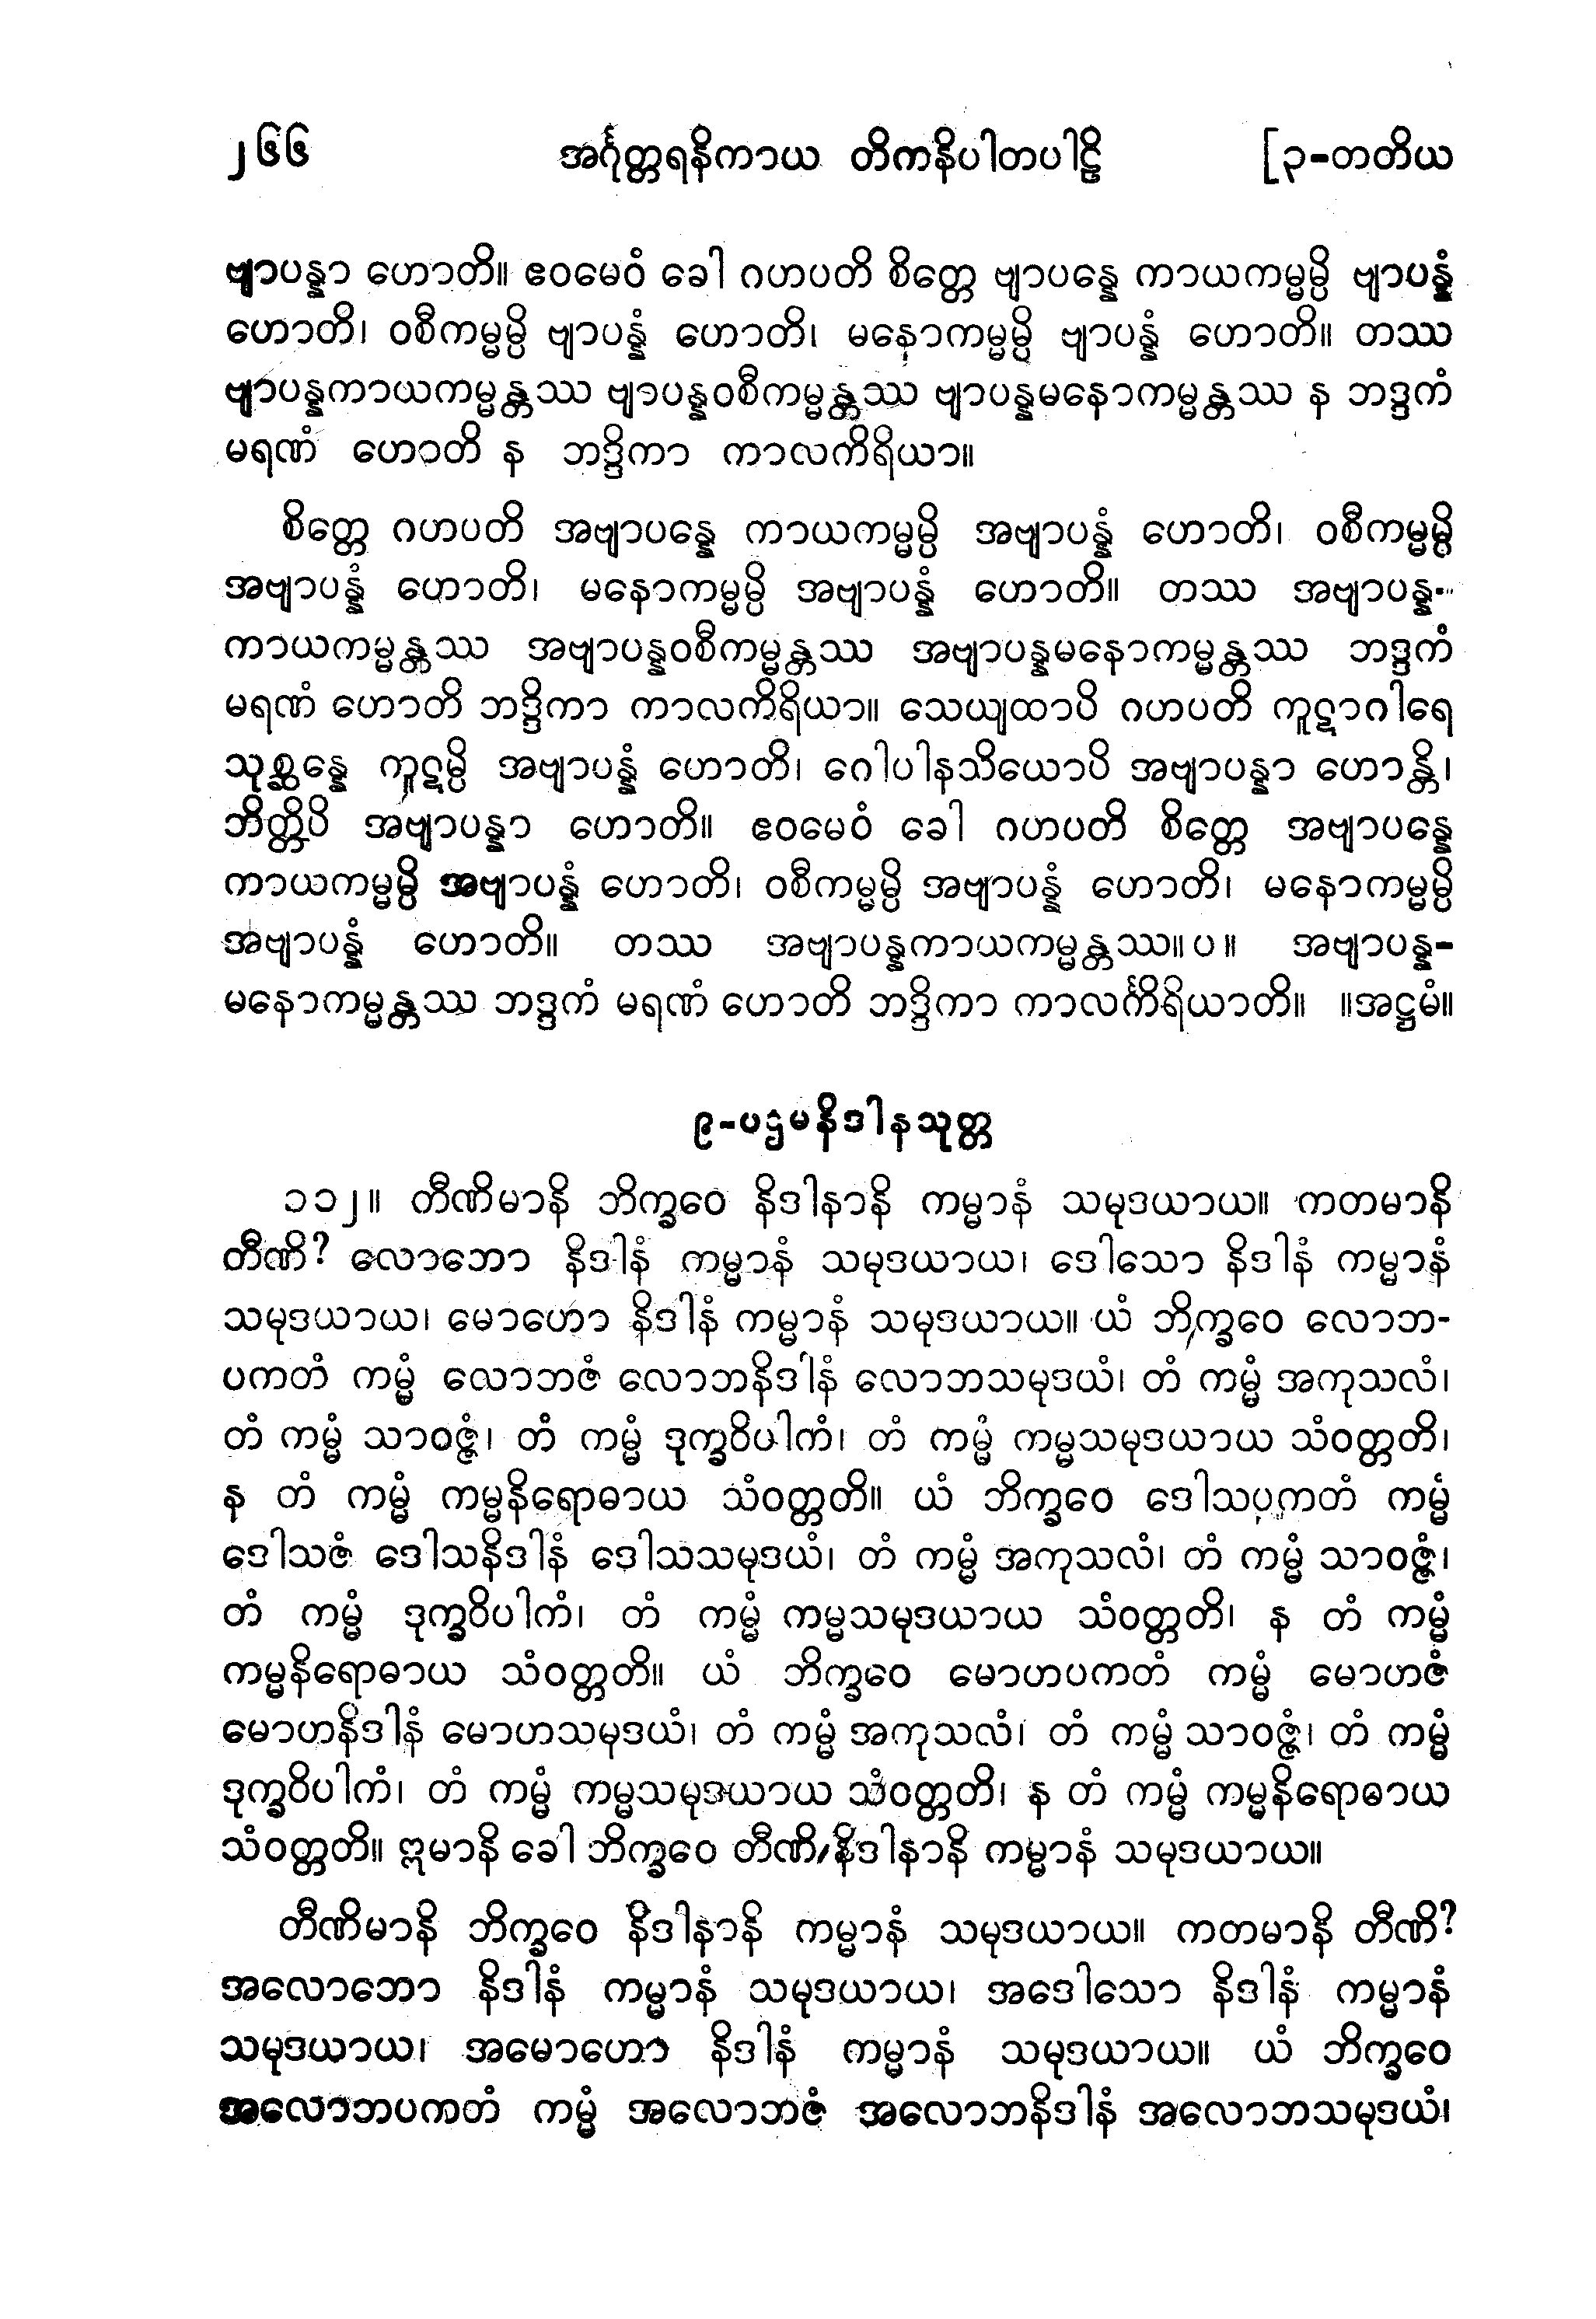 ၂၆၆ အင်္ဂုတ္တရနိကာယ တိကနိပါတပါဠိ [၃-တတိယ
ဗျာပန္နာ ဟောတိ။ ဧဝမေဝံ ခေါ ဂဟပတိ စိတ္တေ ဗျာပန္နေ ကာယကမ္မမ္ပိ ဗျာပန္နံ
ဟောတိ၊ ဝစီကမ္မမ္ပိ ဗျာပန္နံ ဟောတိ၊ မနောကမ္မမ္ပိ ဗျာပန္နံ ဟောတိ။ တဿ
ဗျာပန္နကာယကမ္မန္တဿ ဗျာပန္နဝစီကမ္မန္တဿ ဗျာပန္နမနောကမ္မန္တဿ န ဘဒ္ဒကံ
မရဏံ ဟောတိ န ဘဒ္ဒိကာ ကာလကိရိယာ။
စိတ္တေ ဂဟပတိ အဗျာပန္နေ ကာယကမ္မမ္ပိ အဗျာပန္နံ ဟောတိ၊ ဝစီကမ္မမ္ပိ
အဗျာပန္နံ ဟောတိ၊ မနောကမ္မမ္ပိ အဗျာပန္နံ ဟောတိ။ တဿ အဗျာပန္န-
ကာယကမ္မန္တဿ အဗျာပန္နဝစီကမ္မန္တဿ အဗျာပန္နမနောကမ္မန္တဿ ဘဒ္ဒကံ
မရဏံ ဟောတိ ဘဒ္ဒိကာ ကာလကိရိယာ။ သေယျထာပိ ဂဟပတိ ကူဋာဂါရေ
သုစ္ဆန္နေ ကူဋမ္ပိ အဗျာပန္နံ ဟောတိ၊ ဂေါပါနသိယောပိ အဗျာပန္နာ ဟောန္တိ၊
ဘိတ္တိပိ အဗျာပန္နာ ဟောတိ။ ဧဝမေဝံ ခေါ ဂဟပတိ စိတ္တေ အဗျာပန္နေ
ကာယကမ္မမ္ပိ အဗျာပန္နံ ဟောတိ၊ ဝစီကမ္မမ္ပိ အဗျာပန္နံ ဟောတိ၊ မနောကမ္မမ္ပိ
အဗျာပန္နံ ဟောတိ။ တဿ အဗျာပန္နကာယကမ္မန္တဿ။ပ။ အဗျာပန္န-
မနောကမ္မန္တဿ ဘဒ္ဒကံ မရဏံ ဟောတိ ဘဒ္ဒိကာ ကာလင်္ကိရိယာတိ။ ။အဋ္ဌမံ။
၉-ပဌမနိဒါနသုတ္တ
၁၁၂။ တီဏိမာနိ ဘိက္ခဝေ နိဒါနာနိ ကမ္မာနံ သမုဒယာယ။ ကတမာနိ
တီဏိ? လောဘော နိဒါနံ ကမ္မာနံ သမုဒယာယ၊ ဒေါသော နိဒါနံ ကမ္မာနံ
သမုဒယာယ၊ မောဟော နိဒါနံ ကမ္မာနံ သမုဒယာယ။ ယံ ဘိက္ခဝေ လောဘ-
ပကတံ ကမ္မံ လောဘဇံ လောဘနိဒါနံ လောဘသမုဒယံ၊ တံ ကမ္မံ အကုသလံ၊
တံ ကမ္မံ သာဝဇ္ဇံ၊ တံ ကမ္မံ ဒုက္ခဝိပါကံ၊ တံ ကမ္မံ ကမ္မသမုဒယာယ သံဝတ္တတိ၊
န တံ ကမ္မံ ကမ္မနိရောဓာယ သံဝတ္တတိ။ ယံ ဘိက္ခဝေ ဒေါသပကတံ ကမ္မံ
ဒေါသဇံ ဒေါသနိဒါနံ ဒေါသသမုဒယံ၊ တံ ကမ္မံ အကုသလံ၊ တံ ကမ္မံ သာဝဇ္ဇံ၊
တံ ကမ္မံ ဒုက္ခဝိပါကံ၊ တံ ကမ္မံ ကမ္မသမုဒယာယ သံဝတ္တတိ၊ န တံ ကမ္မံ
ကမ္မနိရောဓာယ သံဝတ္တတိ။ ယံ ဘိက္ခဝေ မောဟပကတံ ကမ္မံ မောဟဇံ
မောဟနိဒါနံ မောဟသမုဒယံ၊ တံ ကမ္မံ အကုသလံ၊ တံ ကမ္မံ သာဝဇ္ဇံ၊ တံ ကမ္မံ
ဒုက္ခဝိပါကံ၊ တံ ကမ္မံ ကမ္မသမုဒယာယ သံဝတ္တတိ၊ န တံ ကမ္မံ ကမ္မနိရောဓာယ
သံဝတ္တတိ။ ဣမာနိ ခေါ ဘိက္ခဝေ တီဏိ နိဒါနာနိ ကမ္မာနံ သမုဒယာယ။
တီဏိမာနိ ဘိက္ခဝေ နိဒါနာနိ ကမ္မာနံ သမုဒယာယ။ ကတမာနိ တီဏိ?
အလောဘော နိဒါနံ ကမ္မာနံ သမုဒယာယ၊ အဒေါသော နိဒါနံ ကမ္မာနံ
သမုဒယာယ၊ အမောဟော နိဒါနံ ကမ္မာနံ သမုဒယာယ။ ယံ ဘိက္ခဝေ
အလောဘပကတံ ကမ္မံ အလောဘဇံ အလောဘနိဒါနံ အလောဘသမုဒယံ၊